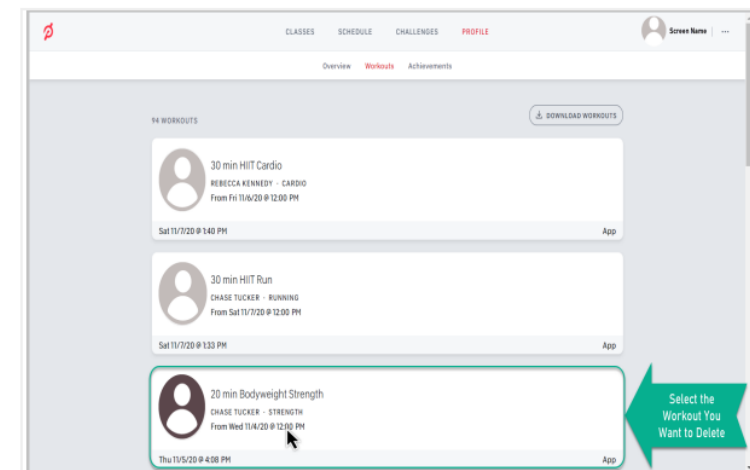 CLASSES SCHEDULE CHALLENGES PROFILE Screen Name | ...
Overview Workouts Achievements
94 WORKOUTS DOWNLOAD WORKOUTS
30 min HIIT Cardio
REBECCA KENNEDY · CARDIO
From Fri 11/6/20 @ 12:00 PM
Sat 11/7/20 @ 1:40 PM App
30 min HIIT Run
CHASE TUCKER · RUNNING
From Sat 11/7/20 @ 12:00 PM
Sat 11/7/20 @ 1:33 PM App
20 min Bodyweight Strength
CHASE TUCKER · STRENGTH
From Wed 11/4/20 @ 12:00 PM
Thu 11/5/20 @ 4:08 PM App
Select the
Workout You
Want to Delete